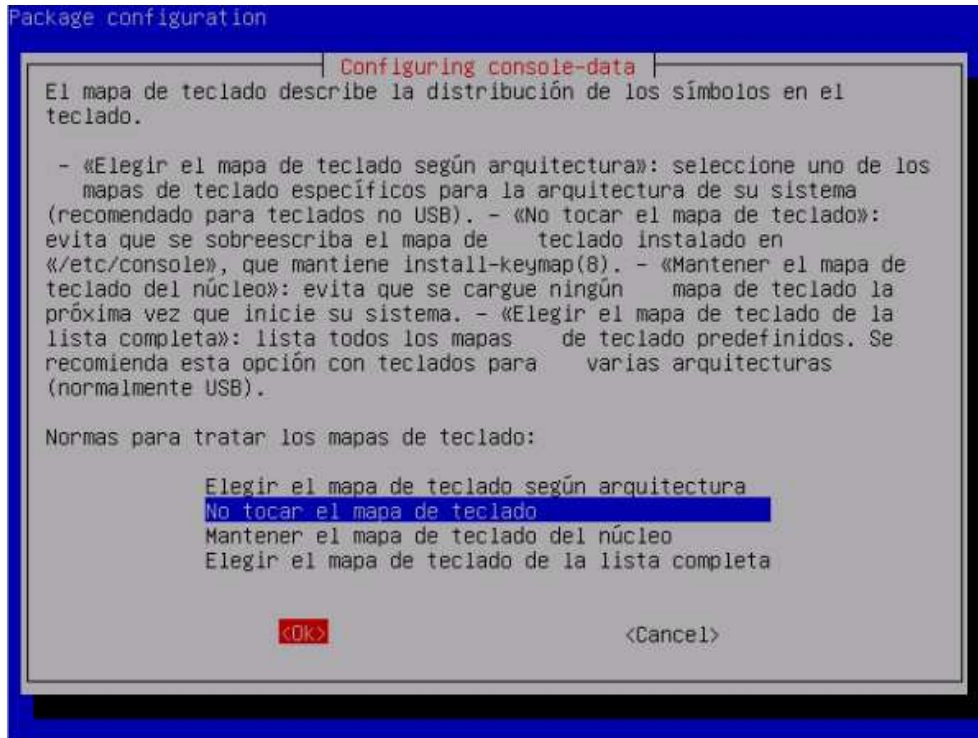 Package configuration
Configuring console-data
El mapa de teclado describe la distribución de los símbolos en el
teclado.
- «Elegir el mapa de teclado según arquitectura»: seleccione uno de los
mapas de teclado específicos para la arquitectura de su sistema
(recomendado para teclados no USB). - «No tocar el mapa de teclado»:
evita que se sobreescriba el mapa de    teclado instalado en
«/etc/console», que mantiene install-keymap(8). - «Mantener el mapa de
teclado del núcleo»: evita que se cargue ningún    mapa de teclado la
próxima vez que inicie su sistema. - «Elegir el mapa de teclado de la
lista completa»: lista todos los mapas    de teclado predefinidos. Se
recomienda esta opción con teclados para    varias arquitecturas
(normalmente USB).
Normas para tratar los mapas de teclado:
Elegir el mapa de teclado según arquitectura
No tocar el mapa de teclado
Mantener el mapa de teclado del núcleo
Elegir el mapa de teclado de la lista completa
<Ok> <Cancel>